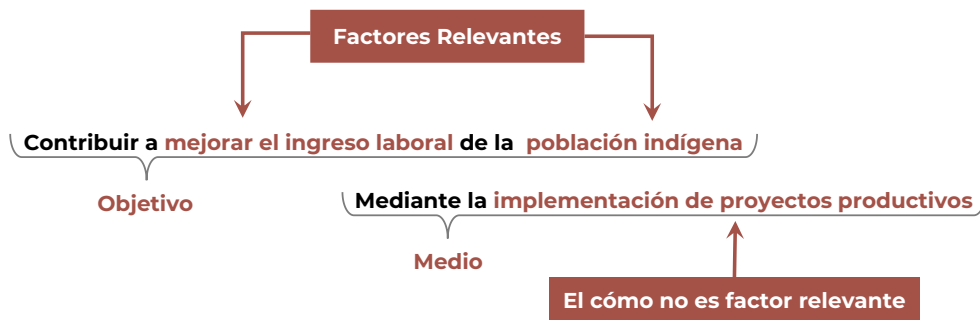 Factores Relevantes
Contribuir a mejorar el ingreso laboral de la población indígena
Objetivo
Mediante la implementación de proyectos productivos
Medio
El cómo no es factor relevante